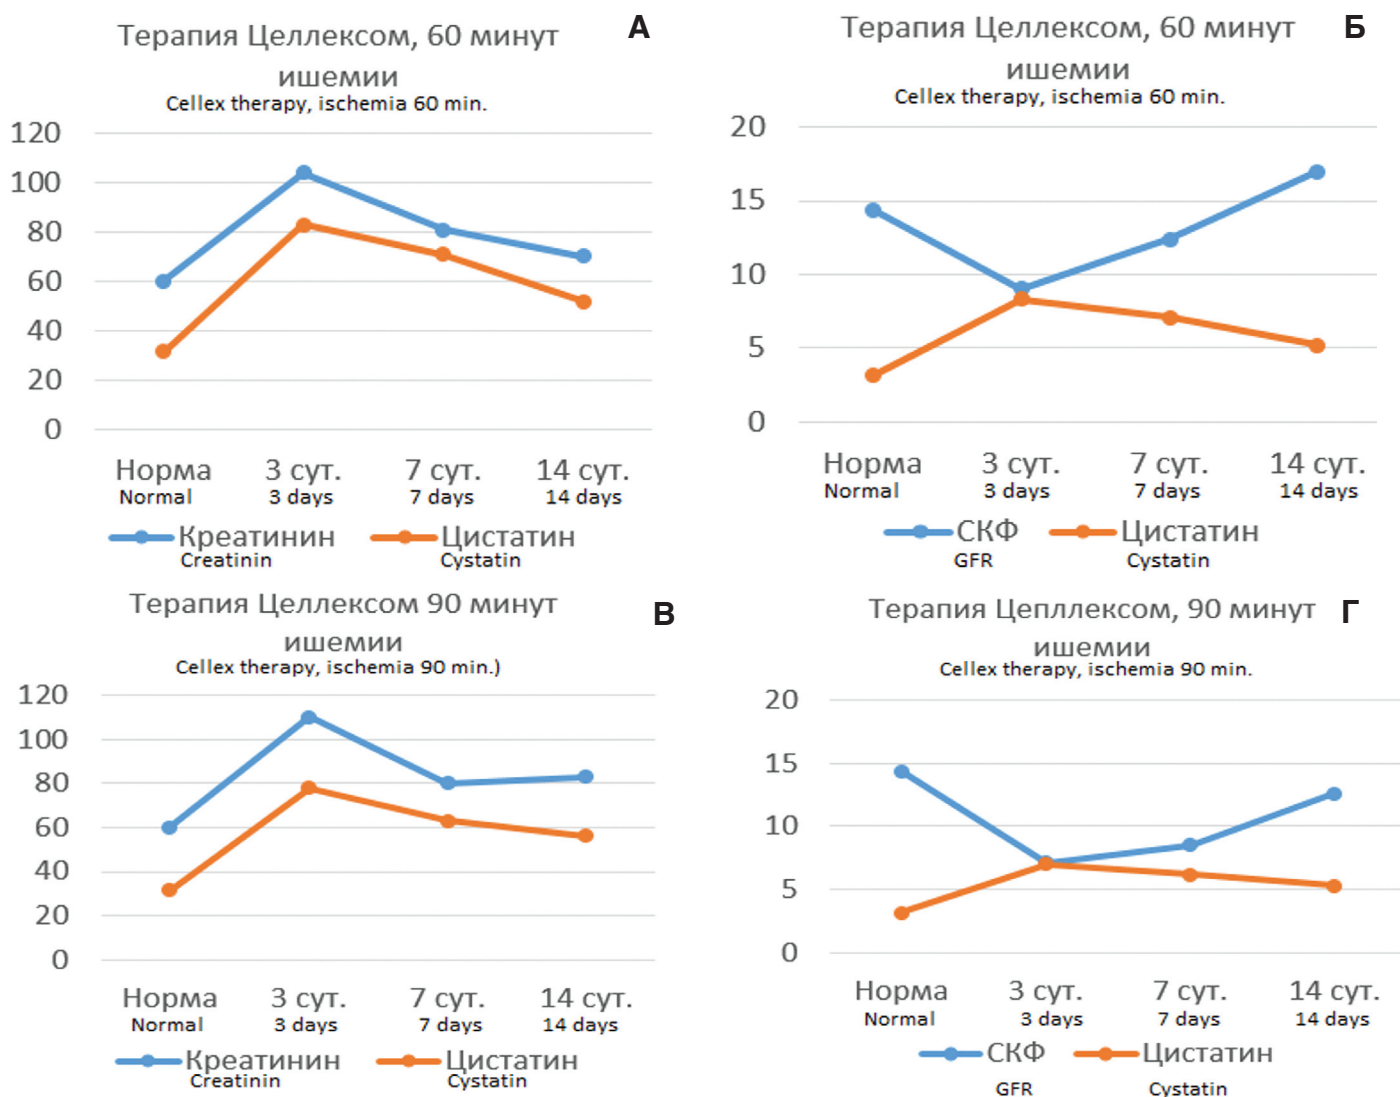 Терапия Целлексом, 60 минут
ишемии
Cellex therapy, ischemia 60 min.
А
120
100
80
60
40
20
0
Норма 3 сут. 7 сут. 14 сут.
Normal 3 days 7 days 14 days
Креатинин Цистатин
Creatinin Cystatin
Терапия Целлексом, 60 минут
ишемии
Cellex therapy, ischemia 60 min.
Б
20
15
10
5
0
Норма 3 сут. 7 сут. 14 сут.
Normal 3 days 7 days 14 days
СКФ Цистатин
GFR Cystatin
Терапия Целлексом 90 минут
ишемии
Cellex therapy, ischemia 90 min.)
В
120
100
80
60
40
20
0
Норма 3 сут. 7 сут. 14 сут.
Normal 3 days 7 days 14 days
Креатинин Цистатин
Creatinin Cystatin
Терапия Цепллексом, 90 минут
ишемии
Cellex therapy, ischemia 90 min.
Г
20
15
10
5
0
Норма 3 сут. 7 сут. 14 сут.
Normal 3 days 7 days 14 days
СКФ Цистатин
GFR Cystatin